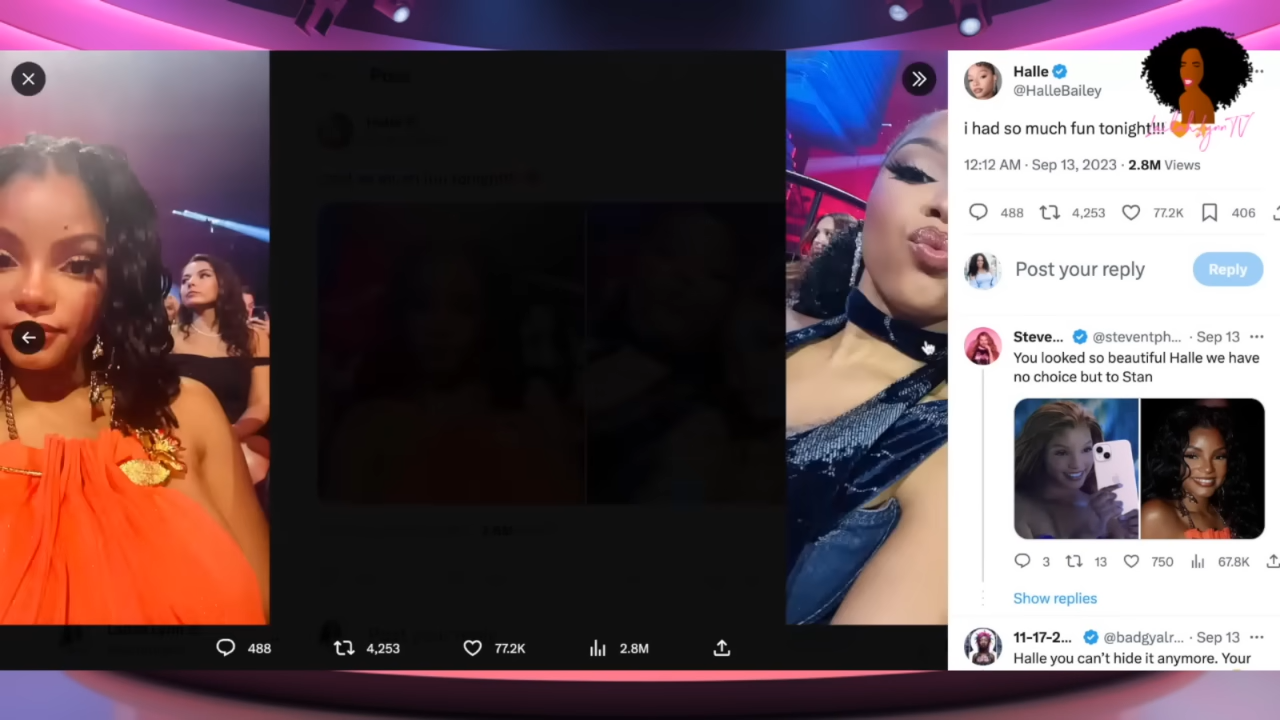 Post
Halle
@HalleBailey
i had so much fun tonight!!!
12:12 AM · Sep 13, 2023 · 2.8M Views
488 4,253 77.2K 406
Post your reply
Reply
Steve... @steventph... · Sep 13
You looked so beautiful Halle we have
no choice but to Stan
3 13 750 67.8K
Show replies
11-17-2... @badgyalr... · Sep 13
Halle you can't hide it anymore. Your
488 4,253 77.2K 2.8M